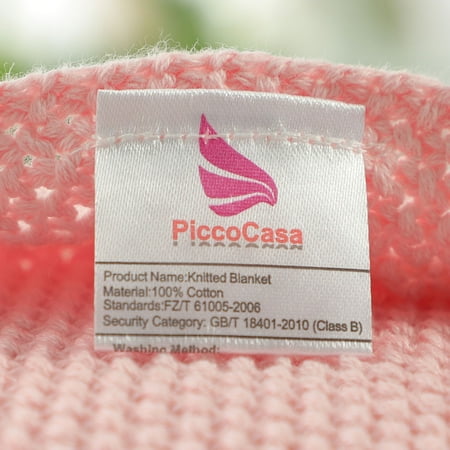 PiccoCasa
Product Name:Knitted Blanket
Material:100% Cotton
Standards:FZ/T 61005-2006
Security Category: GB/T 18401-2010 (Class B)
Washing Method: